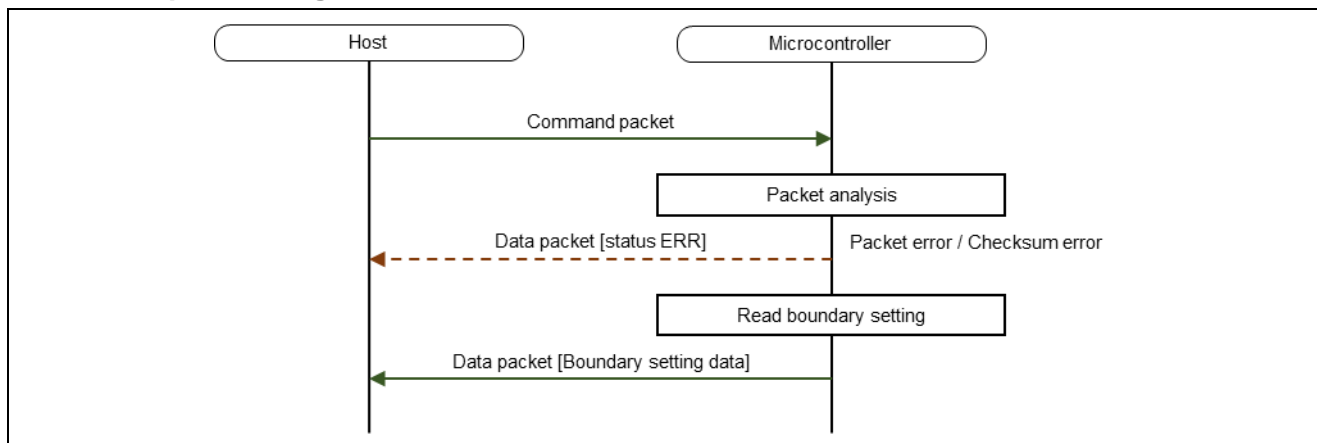 Host
Microcontroller
Command packet
Packet analysis
Data packet [status ERR]
Packet error / Checksum error
Read boundary setting
Data packet [Boundary setting data]